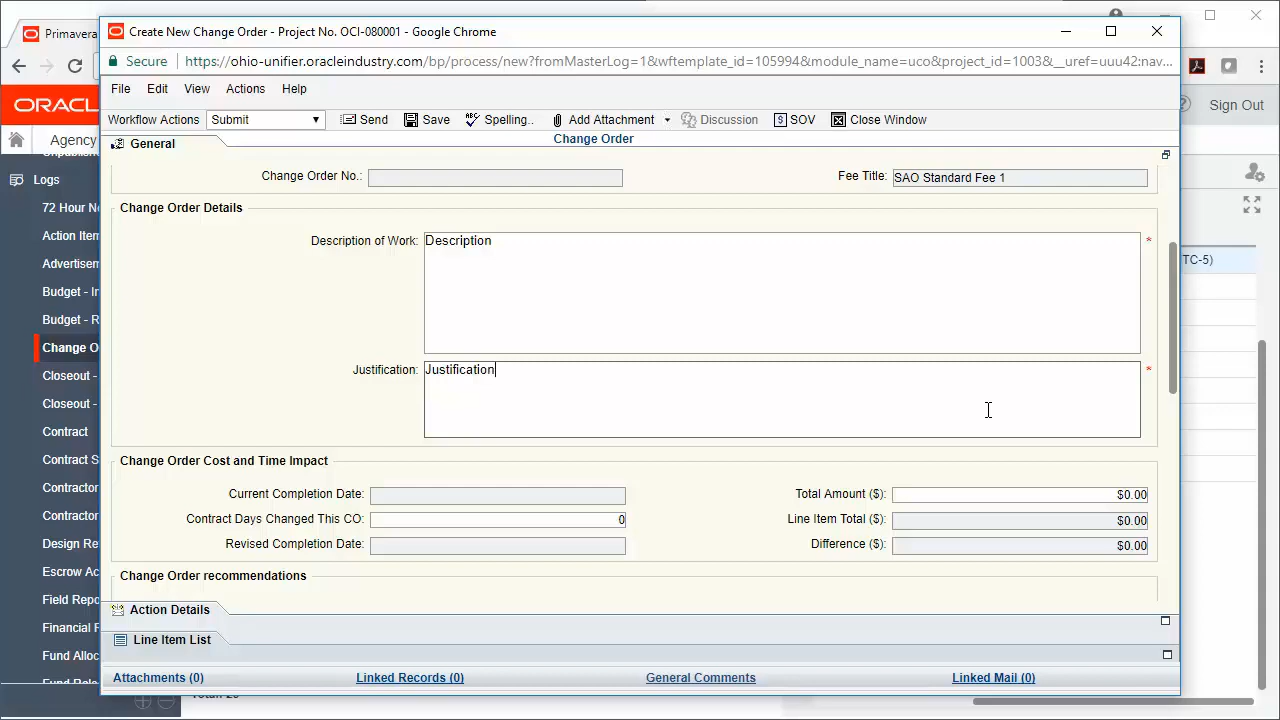 Primavera
Create New Change Order - Project No. OCI-080001 - Google Chrome
Secure https://ohio-unifier.oracleindustry.com/bp/process/new?fromMasterLog=1&wftemplate_id=105994&module_name=uco&project_id=1003&__uref=uuu42:nav...
File Edit View Actions Help
ORACL
Sign Out
Workflow Actions Submit Send Save Spelling. Add Attachment Discussion SOV Close Window
Agency
Change Order
General
Logs
Change Order No.: Fee Title: SAO Standard Fee 1
72 Hour N
Change Order Details
Action Item
Description of Work: Description *
Advertisem
TC-5)
Budget - In
Budget - R
Change O
Justification: Justification *
Closeout -
Closeout -
Contract
Contract S
Change Order Cost and Time Impact
Contractor
Current Completion Date: Total Amount ($): $0.00
Contractor
Contract Days Changed This CO: 0 Line Item Total ($): $0.00
Design Re
Revised Completion Date: Difference ($): $0.00
Escrow Ac
Change Order recommendations
Field Repo
Action Details
Financial F
Line Item List
Fund Alloc
Attachments (0) Linked Records (0) General Comments Linked Mail (0)